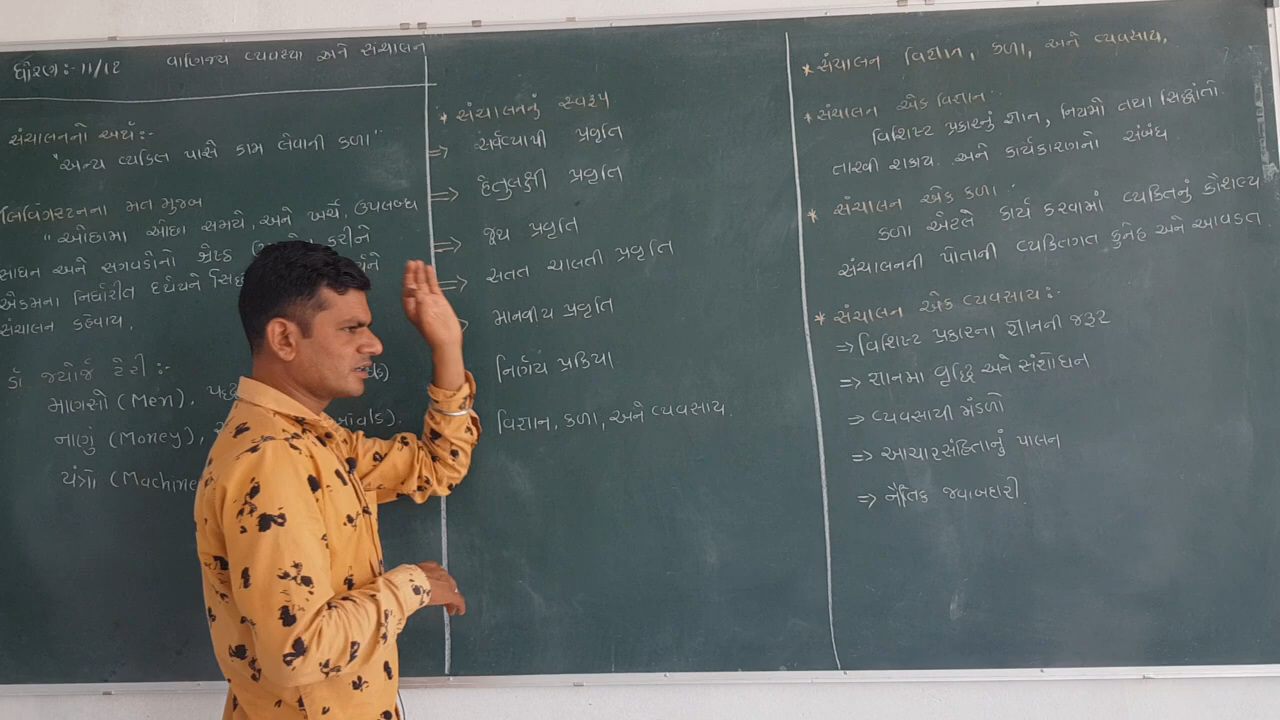 ધોરણ:- 11/12 વાણિજ્ય વ્યવસ્થા અને સંચાલન
સંચાલનનો અર્થ:-
"અન્ય વ્યકિત પાસે કામ લેવાની કળા"
લિવિંગસ્ટનના મત મુજબ
"ઓછામા ઓછા સમયે, અને ખર્ચે, ઉપલબ્ધ
સાધન અને સગવડોનો શ્રેષ્ઠ કરીને
એકમના નિર્ધારીત ધ્યેયને
સંચાલન કહેવાય.
ડૉ જ્યોર્જ ટેરી:-
માણસો (Men),
નાણું (Money),
યંત્રો (Machine
* સંચાલનનું સ્વરૂપ
=> સર્વવ્યાપી પ્રવૃતિ
=> હેતુલક્ષી પ્રવૃતિ
=> જૂથ પ્રવૃતિ
=> સતત ચાલતી પ્રવૃતિ
માનવીય પ્રવૃતિ
નિર્ણય પ્રક્રિયા
વિજ્ઞાન, કળા, અને વ્યવસાય.
* સંચાલન વિજ્ઞાન, કળા, અને વ્યવસાય,
* સંચાલન એક વિજ્ઞાન:-
વિશિષ્ટ પ્રકારનું જ્ઞાન, નિયમો તથા સિદ્ધાંતો
તારવી શકાય. અને કાર્યકારણનો સંબંધ
* સંચાલન એક કળા:
કળા એટલે કાર્ય કરવામાં વ્યકિતનું કૌશલ્ય
સંચાલનની પોતાની વ્યકિતગત કુનેહ અને આવડત
* સંચાલન એક વ્યવસાય:-
=> વિશિષ્ટ પ્રકારના જ્ઞાનની જરૂર
=> જ્ઞાનમા વૃદ્ધિ અને સંશોધન
=> વ્યવસાયી મંડળો
=> આચારસંહિતાનું પાલન
=> નૈતિક જવાબદારી.